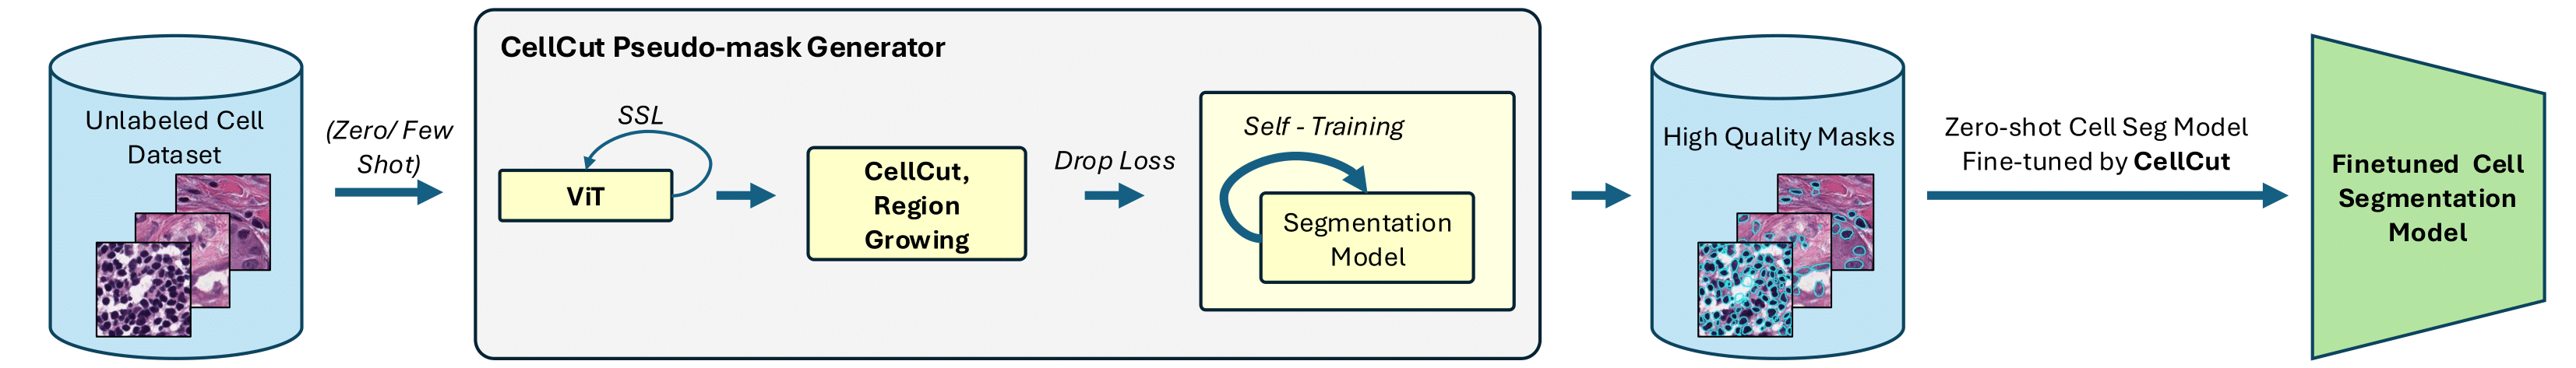 Unlabeled Cell
Dataset
(Zero/ Few
Shot)
CellCut Pseudo-mask Generator
SSL
ViT
CellCut,
Region
Growing
Drop Loss
Self - Training
Segmentation
Model
High Quality Masks
Zero-shot Cell Seg Model
Fine-tuned by CellCut
Finetuned Cell
Segmentation
Model